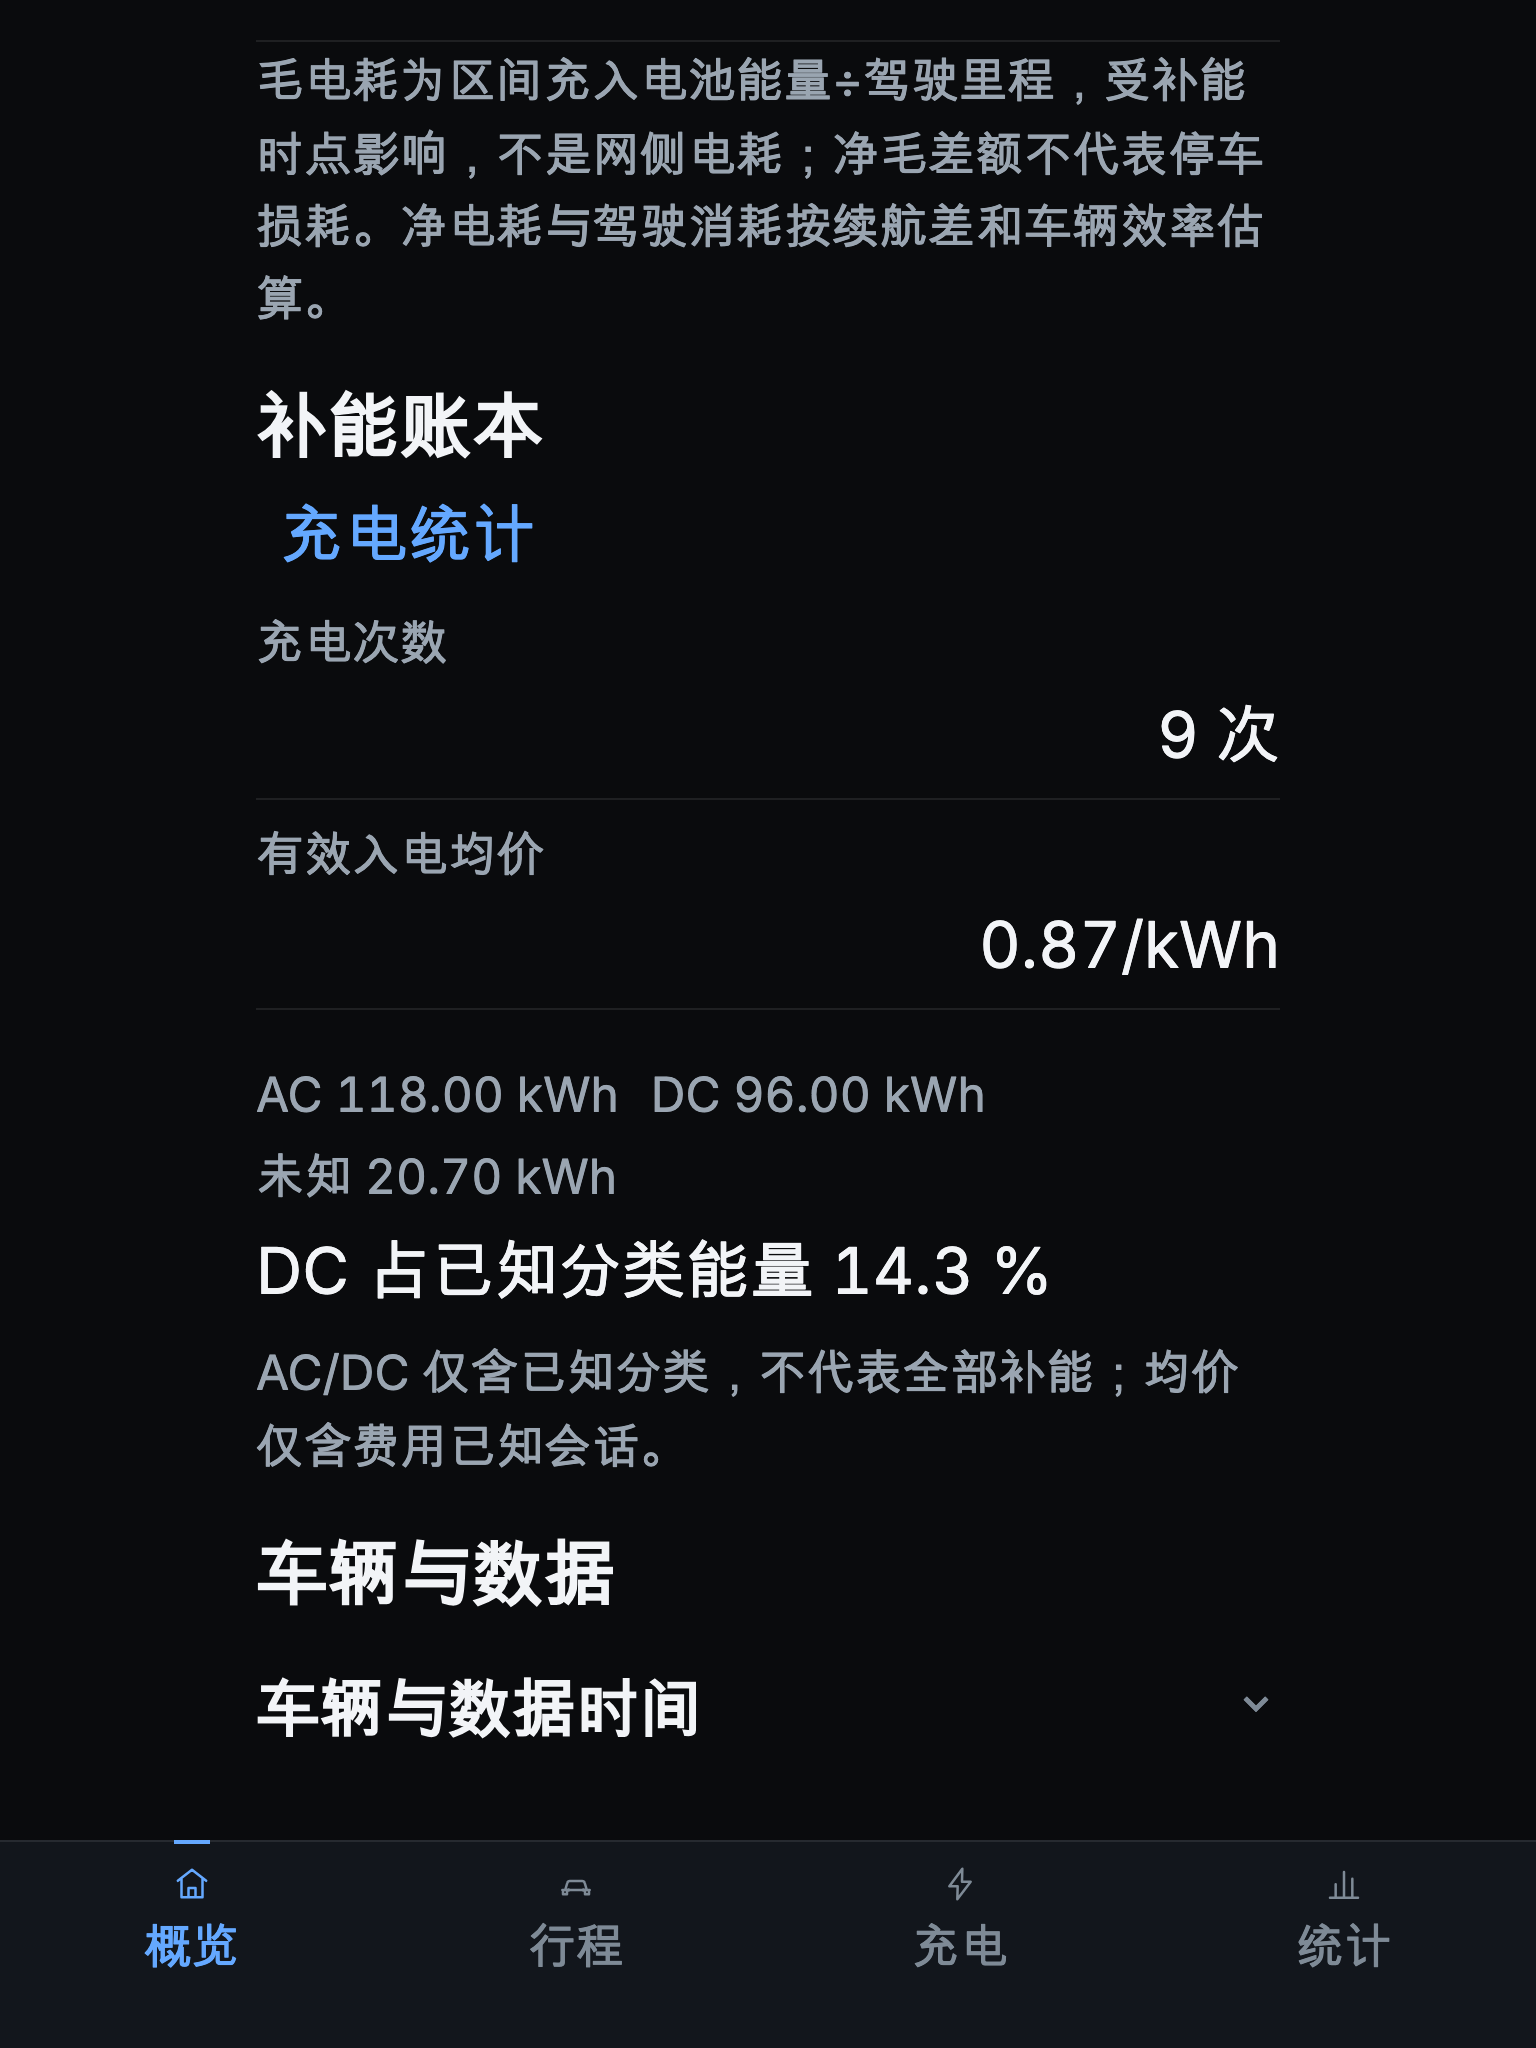 毛电耗为区间充入电池能量÷驾驶里程，受补能
时点影响，不是网侧电耗；净毛差额不代表停车
损耗。净电耗与驾驶消耗按续航差和车辆效率估
算。
补能账本
充电统计
充电次数
9 次
有效入电均价
0.87/kWh
AC 118.00 kWh DC 96.00 kWh
未知 20.70 kWh
DC 占已知分类能量 14.3 %
AC/DC 仅含已知分类，不代表全部补能；均价
仅含费用已知会话。
车辆与数据
车辆与数据时间
概览 行程 充电 统计